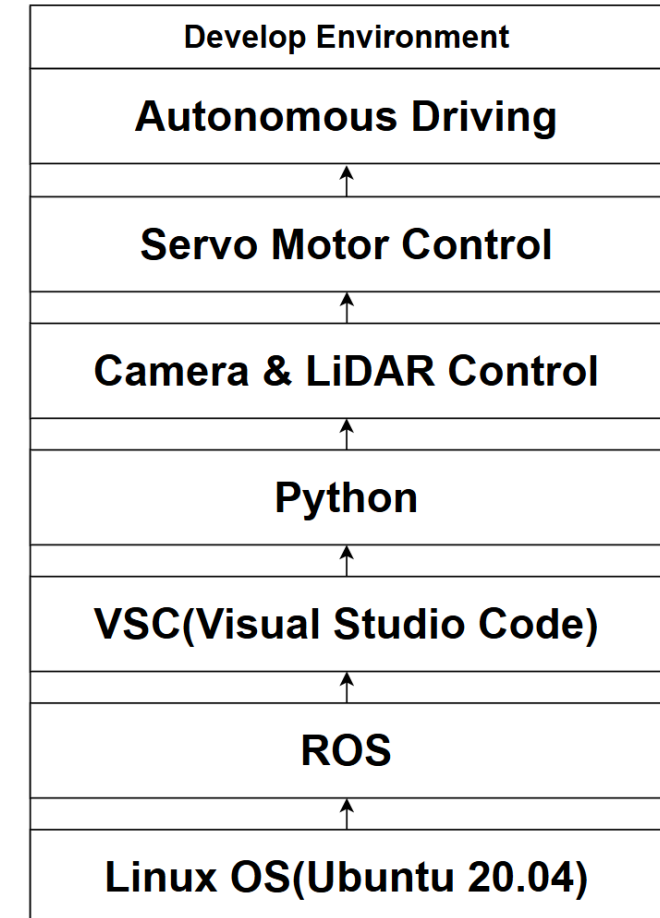 Develop Environment
Autonomous Driving
Servo Motor Control
Camera & LiDAR Control
Python
VSC(Visual Studio Code)
ROS
Linux OS(Ubuntu 20.04)